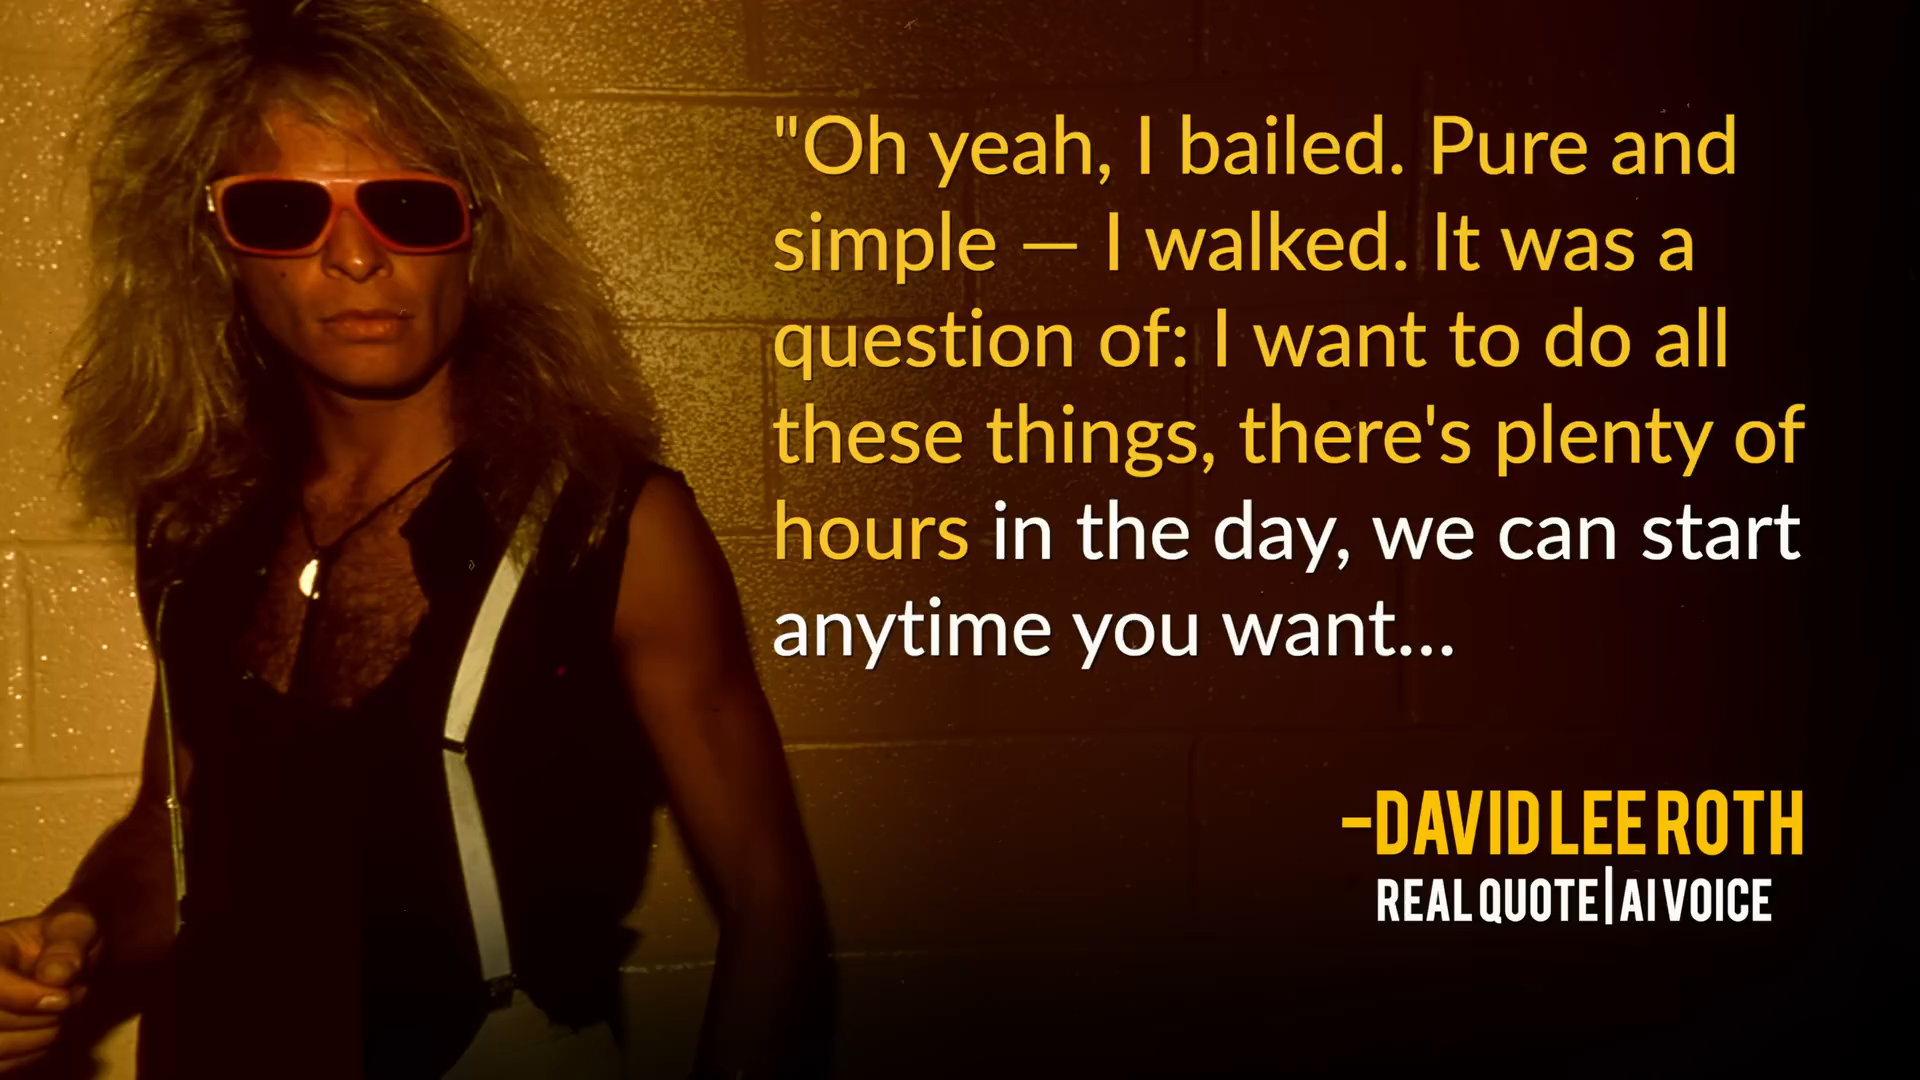 "Oh yeah, I bailed. Pure and
simple — I walked. It was a
question of: I want to do all
these things, there's plenty of
hours in the day, we can start
anytime you want...
–DAVID LEE ROTH
REAL QUOTE|AI VOICE